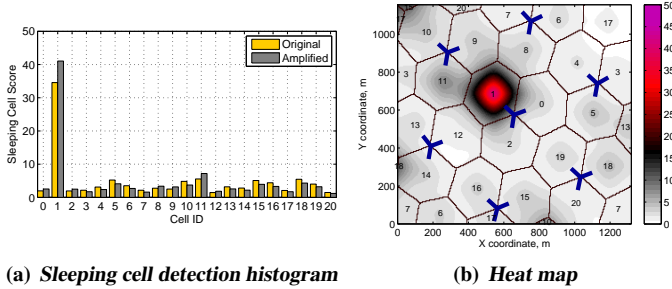 Original
Amplified
Sleeping Cell Score
50
40
30
20
10
0
0 1 2 3 4 5 6 7 8 9 10 11 12 13 14 15 16 17 18 19 20
Cell ID
(a) Sleeping cell detection histogram
Y coordinate, m
1000
800
600
400
200
0
0 200 400 600 800 1000 1200
X coordinate, m
20 7 6
10 9 17
8 4
3 11 1 3
0
13 12 5
2 13
19 18
14 16
15 20
7 6 7
50
45
40
35
30
25
20
15
10
5
0
(b) Heat map